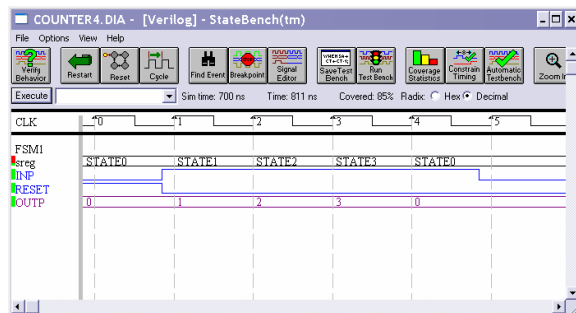 COUNTER4.DIA - [Verilog] - StateBench(tm)
File Options View Help
Verify Behavior Restart Reset Cycle Find Event Breakpoint Signal Editor SaveTest Bench Run Test Bench Coverage Statistics Constrain Timing Automatic Testbench Zoom In
Execute Sim time: 700 ns Time: 811 ns Covered: 85% Radix: Hex Decimal
CLK 0 1 2 3 4 5
FSM1
sreg STATE0 STATE1 STATE2 STATE3 STATE0
INP
RESET
OUTP 0 1 2 3 0